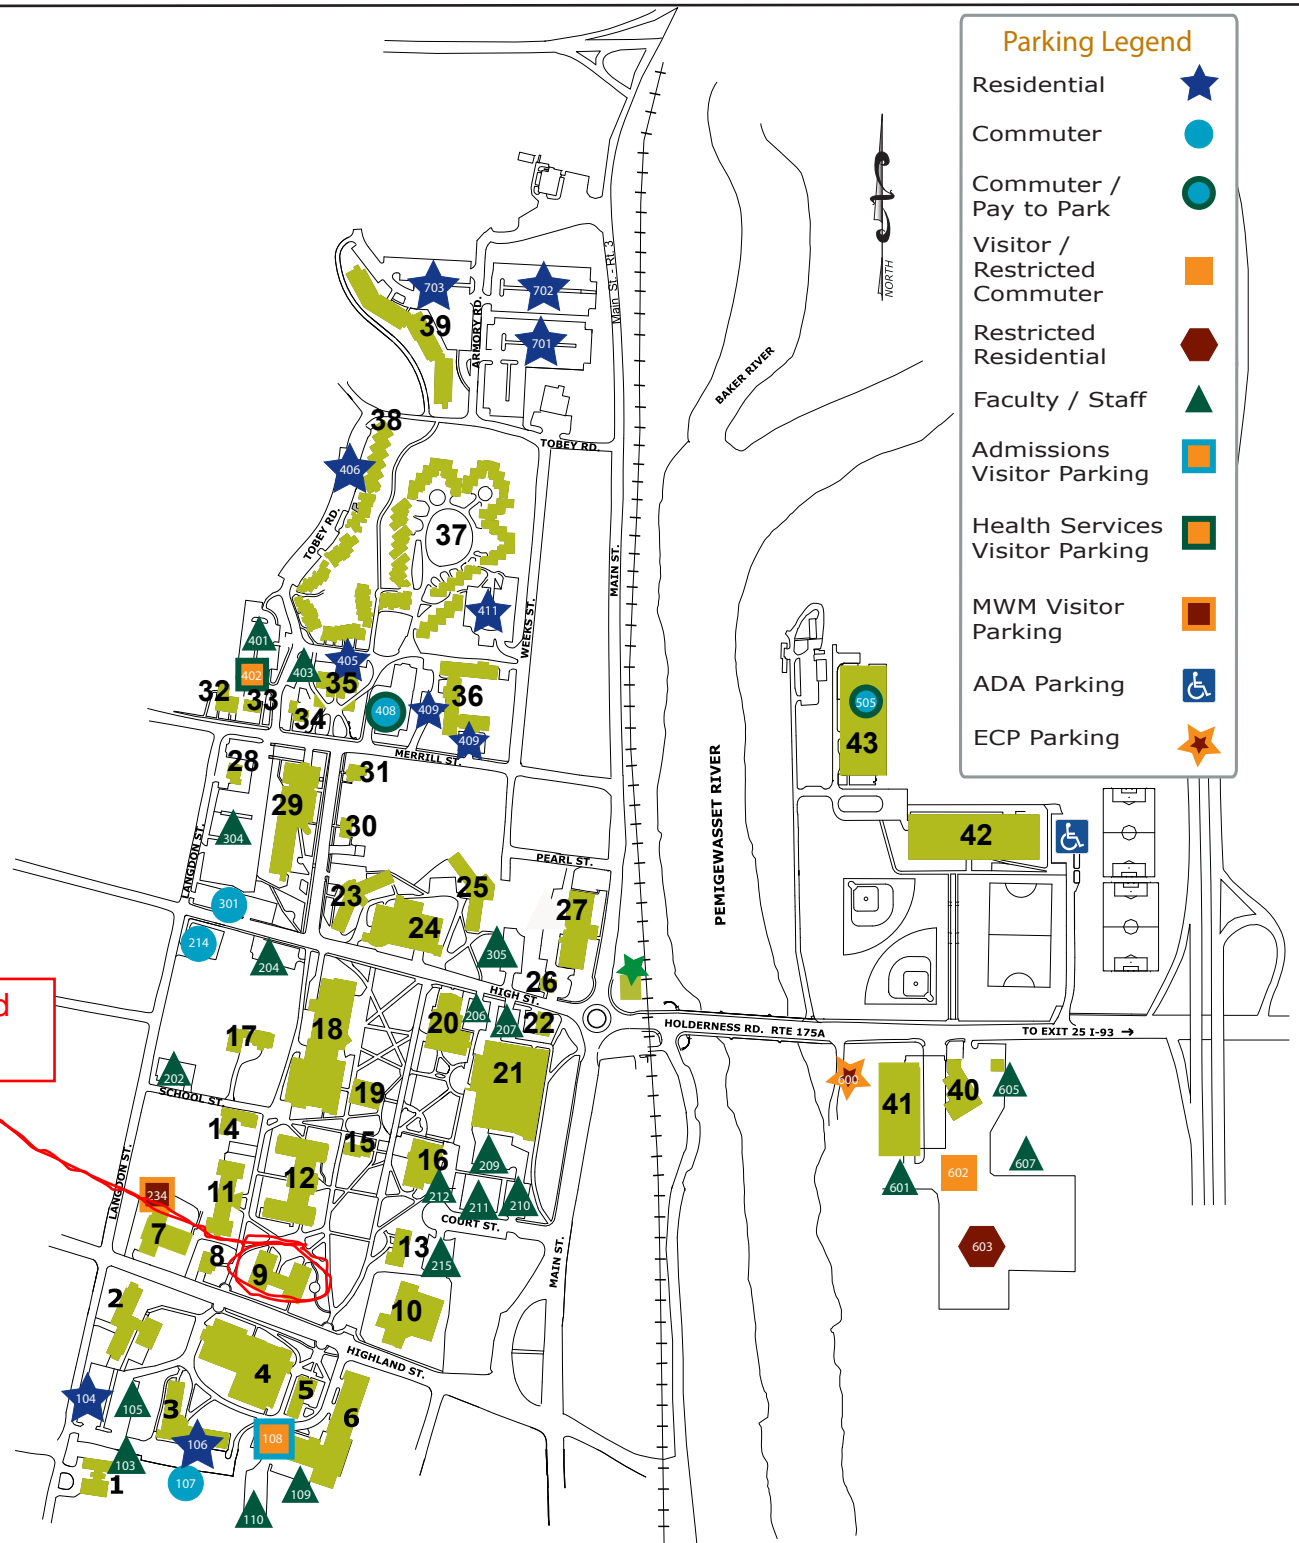 Parking Legend
Residential
Commuter
Commuter /
Pay to Park
Visitor /
Restricted
Commuter
Restricted
Residential
Faculty / Staff
Admissions
Visitor Parking
Health Services
Visitor Parking
MWM Visitor
Parking
ADA Parking
ECP Parking
NORTH
Main St. - Rt. 3
703
702
39
ARMORY RD.
701
BAKER RIVER
38
TOBEY RD.
406
37
TOBEY RD.
MAIN ST.
411
WEEKS ST.
401
402
403
405
32
33
35
34
36
408
409
409
505
43
MERRILL ST.
28
31
29
30
304
LANGDON ST.
PEMIGEWASSET RIVER
42
PEARL ST.
23
25
27
24
301
214
204
305
26
HIGH ST.
d
206
207
22
20
18
17
HOLDERNESS RD. RTE 175A
TO EXIT 25 I-93
21
202
SCHOOL ST.
19
600
41
40
605
14
15
16
209
12
11
LANGDON ST.
234
212
211
210
COURT ST.
601
602
607
7
8
9
13
215
MAIN ST.
603
2
10
HIGHLAND ST.
4
5
104
105
3
6
106
108
103
1
107
109
110